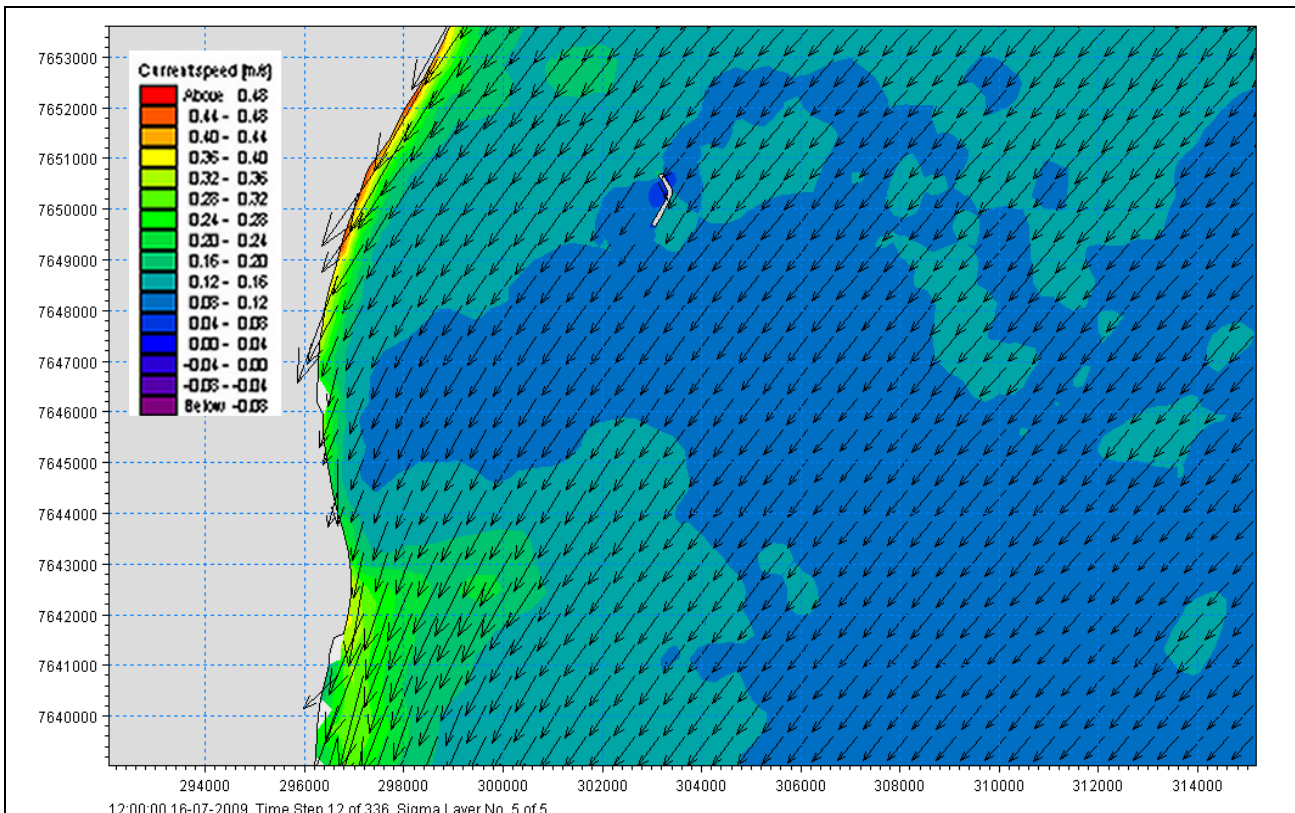 7653000
7652000
7651000
7650000
7649000
7648000
7647000
7646000
7645000
7644000
7643000
7642000
7641000
7640000
Current speed [m/s]
Above 0.48
0.44 - 0.48
0.40 - 0.44
0.36 - 0.40
0.32 - 0.36
0.28 - 0.32
0.24 - 0.28
0.20 - 0.24
0.16 - 0.20
0.12 - 0.16
0.08 - 0.12
0.04 - 0.08
0.00 - 0.04
-0.04 - 0.00
-0.08 - -0.04
Below -0.08
294000 296000 298000 300000 302000 304000 306000 308000 310000 312000 314000
12:00:00 16-07-2009 Time Step 12 of 336. Sigma Layer No. 5 of 5